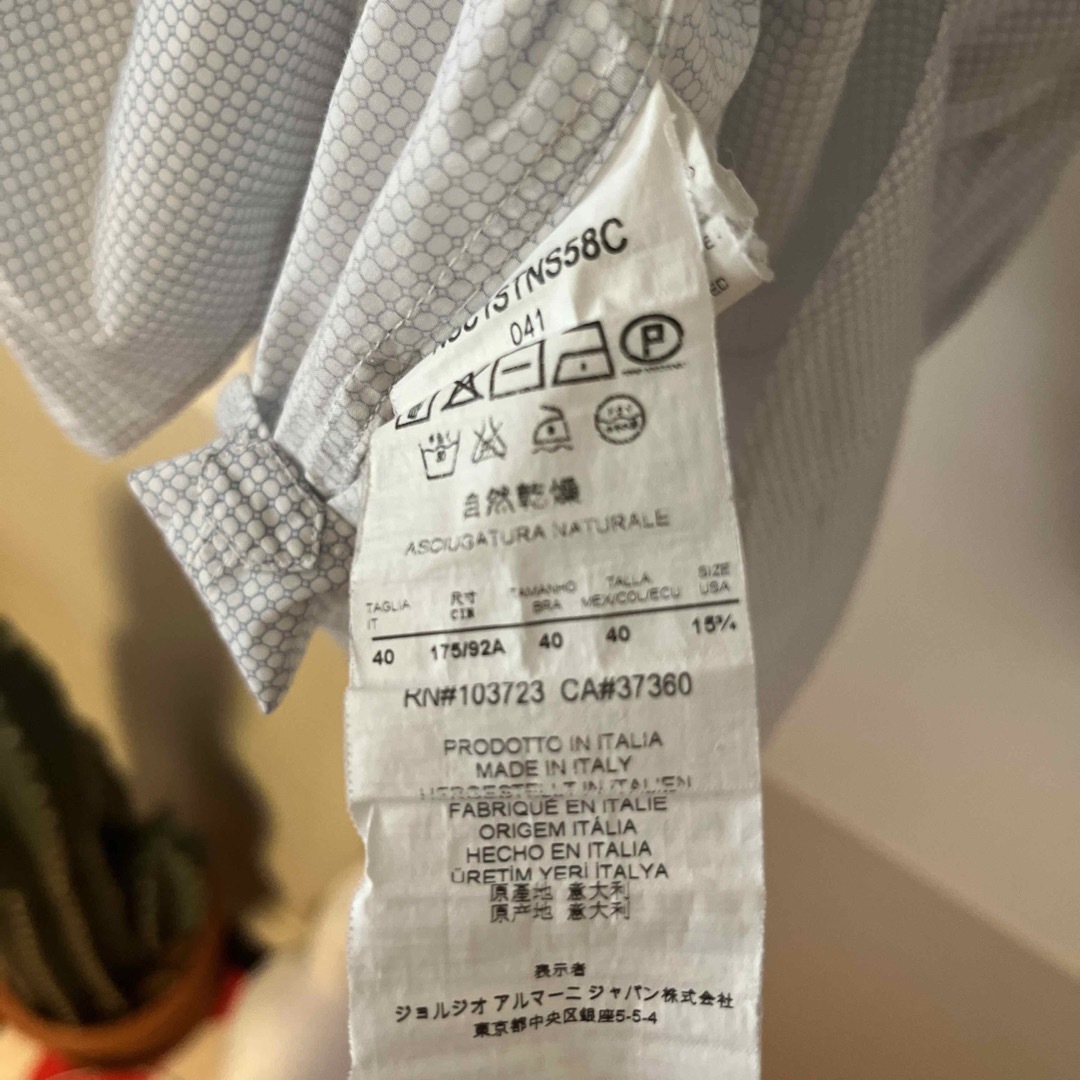 STNS58C
041
P
自然乾燥
ASCIUGATURA NATURALE
TAGLIA IT 尺寸 CIN TAMANHO BRA TALLA MEX/COL/ECU SIZE USA
40 175/92A 40 40 15¾
RN#103723 CA#37360
PRODOTTO IN ITALIA
MADE IN ITALY
HERGESTELLT IN ITALIEN
FABRIQUÉ EN ITALIE
ORIGEM ITÁLIA
HECHO EN ITALIA
ÜRETİM YERİ İTALYA
原產地 意大利
原产地 意大利
表示者
ジョルジオ アルマーニ ジャパン株式会社
東京都中央区銀座5-5-4